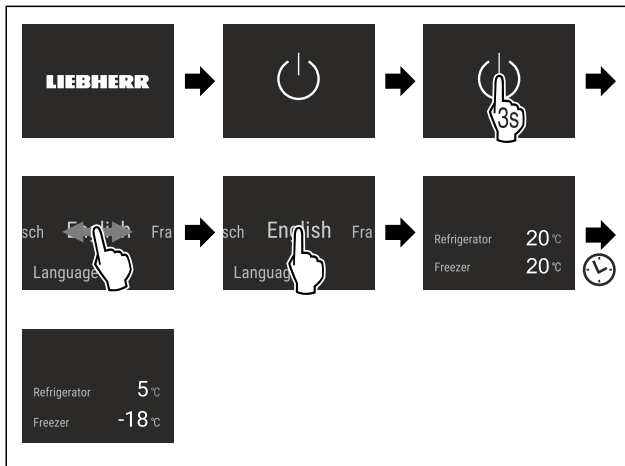 LIEBHERR
3s
sch English Fra
Language
sch English Fra
Languag
Refrigerator 20 °C
Freezer 20 °C
Refrigerator 5 °C
Freezer -18 °C